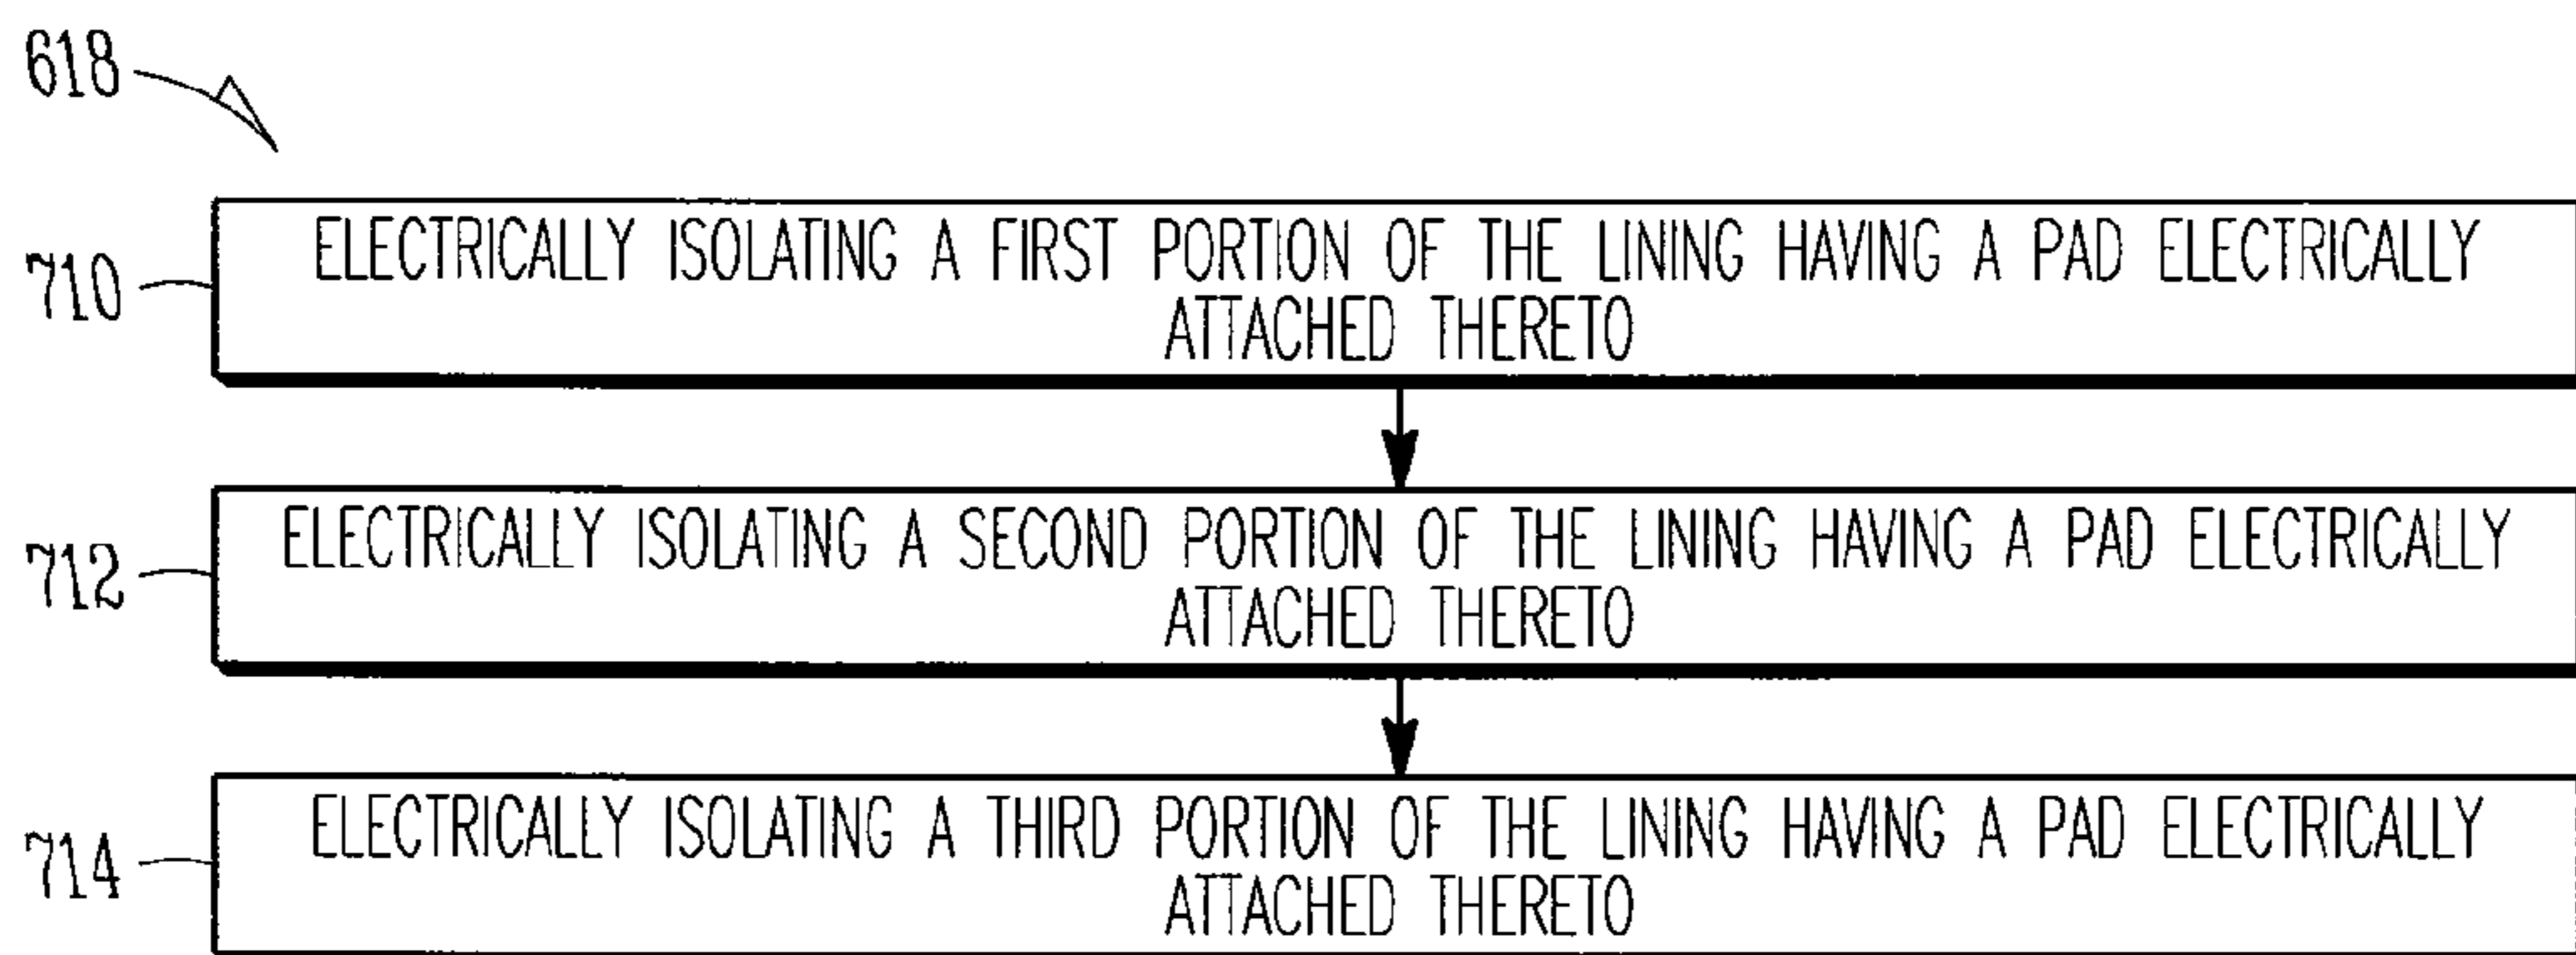 618
710
ELECTRICALLY ISOLATING A FIRST PORTION OF THE LINING HAVING A PAD ELECTRICALLY
ATTACHED THERETO
712
ELECTRICALLY ISOLATING A SECOND PORTION OF THE LINING HAVING A PAD ELECTRICALLY
ATTACHED THERETO
714
ELECTRICALLY ISOLATING A THIRD PORTION OF THE LINING HAVING A PAD ELECTRICALLY
ATTACHED THERETO